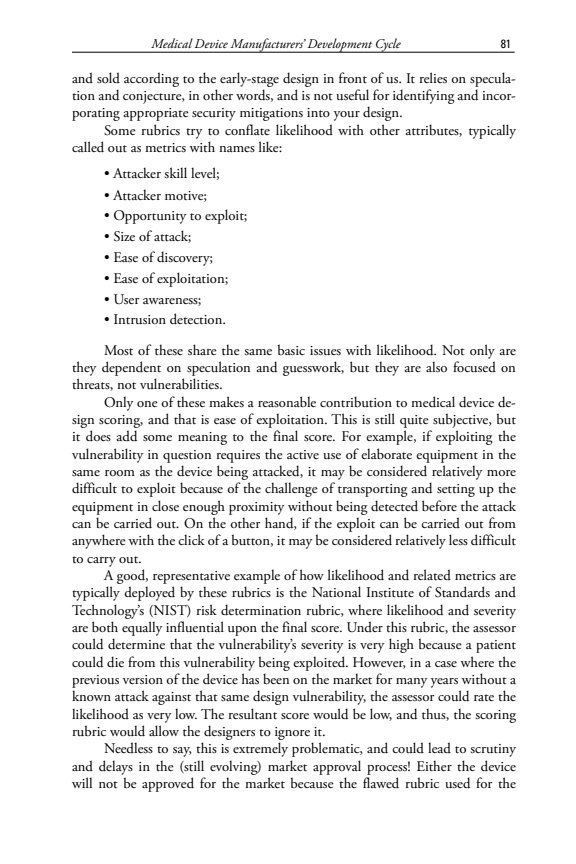 Medical Device Manufacturers' Development Cycle 81
and sold according to the early-stage design in front of us. It relies on specula-
tion and conjecture, in other words, and is not useful for identifying and incor-
porating appropriate security mitigations into your design.
Some rubrics try to conflate likelihood with other attributes, typically
called out as metrics with names like:
• Attacker skill level;
• Attacker motive;
• Opportunity to exploit;
• Size of attack;
• Ease of discovery;
• Ease of exploitation;
• User awareness;
• Intrusion detection.
Most of these share the same basic issues with likelihood. Not only are
they dependent on speculation and guesswork, but they are also focused on
threats, not vulnerabilities.
Only one of these makes a reasonable contribution to medical device de-
sign scoring, and that is ease of exploitation. This is still quite subjective, but
it does add some meaning to the final score. For example, if exploiting the
vulnerability in question requires the active use of elaborate equipment in the
same room as the device being attacked, it may be considered relatively more
difficult to exploit because of the challenge of transporting and setting up the
equipment in close enough proximity without being detected before the attack
can be carried out. On the other hand, if the exploit can be carried out from
anywhere with the click of a button, it may be considered relatively less difficult
to carry out.
A good, representative example of how likelihood and related metrics are
typically deployed by these rubrics is the National Institute of Standards and
Technology's (NIST) risk determination rubric, where likelihood and severity
are both equally influential upon the final score. Under this rubric, the assessor
could determine that the vulnerability's severity is very high because a patient
could die from this vulnerability being exploited. However, in a case where the
previous version of the device has been on the market for many years without a
known attack against that same design vulnerability, the assessor could rate the
likelihood as very low. The resultant score would be low, and thus, the scoring
rubric would allow the designers to ignore it.
Needless to say, this is extremely problematic, and could lead to scrutiny
and delays in the (still evolving) market approval process! Either the device
will not be approved for the market because the flawed rubric used for the